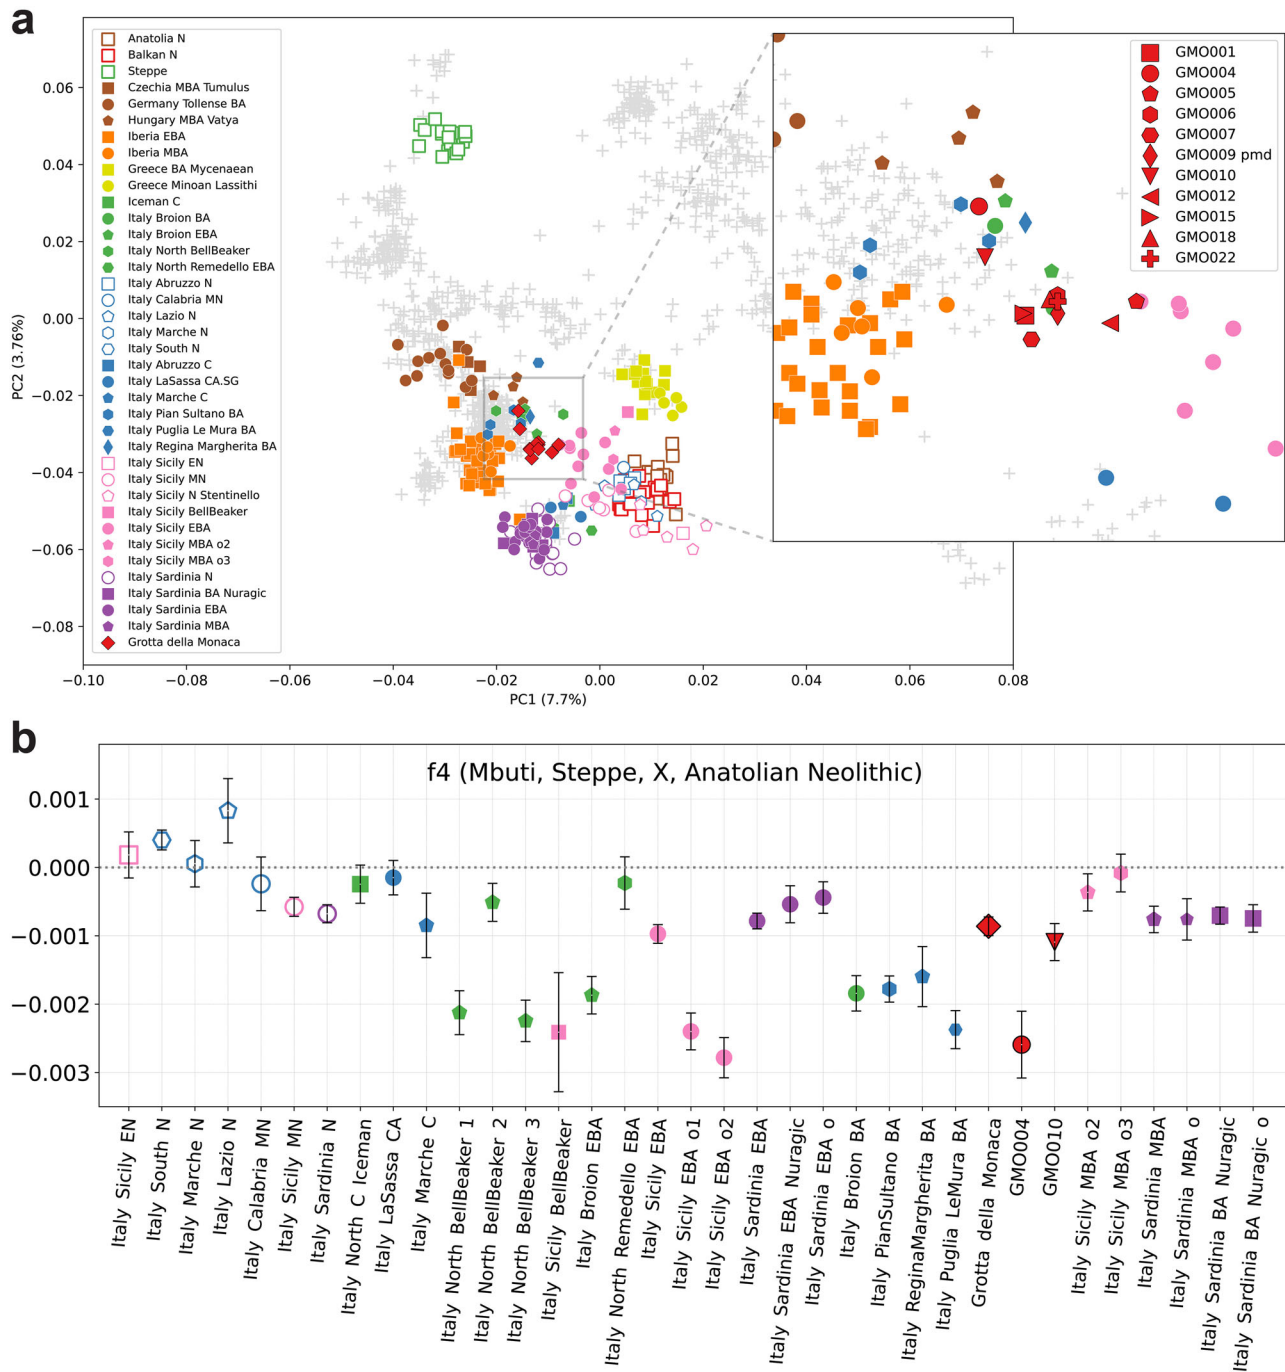 a
Anatolia N
Balkan N
Steppe
Czechia MBA Tumulus
Germany Tollense BA
Hungary MBA Vatya
Iberia EBA
Iberia MBA
Greece BA Mycenaean
Greece Minoan Lassithi
Iceman C
Italy Broion BA
Italy Broion EBA
Italy North BellBeaker
Italy North Remedello EBA
Italy Abruzzo N
Italy Calabria MN
Italy Lazio N
Italy Marche N
Italy South N
Italy Abruzzo C
Italy LaSassa CA.SG
Italy Marche C
Italy Pian Sultano BA
Italy Puglia Le Mura BA
Italy Regina Margherita BA
Italy Sicily EN
Italy Sicily MN
Italy Sicily N Stentinello
Italy Sicily BellBeaker
Italy Sicily EBA
Italy Sicily MBA o2
Italy Sicily MBA o3
Italy Sardinia N
Italy Sardinia BA Nuragic
Italy Sardinia EBA
Italy Sardinia MBA
Grotta della Monaca
GMO001
GMO004
GMO005
GMO006
GMO007
GMO009 pmd
GMO010
GMO012
GMO015
GMO018
GMO022
PC2 (3.76%)
0.06
0.04
0.02
0.00
−0.02
−0.04
−0.06
−0.08
−0.10
−0.08
−0.06
−0.04
−0.02
0.00
0.02
0.04
0.06
0.08
PC1 (7.7%)
b
f4 (Mbuti, Steppe, X, Anatolian Neolithic)
0.001
0.000
−0.001
−0.002
−0.003
Italy Sicily EN
Italy South N
Italy Marche N
Italy Lazio N
Italy Calabria MN
Italy Sicily MN
Italy Sardinia N
Italy North C Iceman
Italy LaSassa CA
Italy Marche C
Italy North BellBeaker 1
Italy North BellBeaker 2
Italy North BellBeaker 3
Italy Sicily BellBeaker
Italy Broion EBA
Italy North Remedello EBA
Italy Sicily EBA
Italy Sicily EBA o1
Italy Sicily EBA o2
Italy Sardinia EBA
Italy Sardinia EBA Nuragic
Italy Sardinia EBA o
Italy Broion BA
Italy PianSultano BA
Italy ReginaMargherita BA
Italy Puglia LeMura BA
Grotta della Monaca
GMO004
GMO010
Italy Sicily MBA o2
Italy Sicily MBA o3
Italy Sardinia MBA
Italy Sardinia MBA o
Italy Sardinia BA Nuragic
Italy Sardinia BA Nuragic o